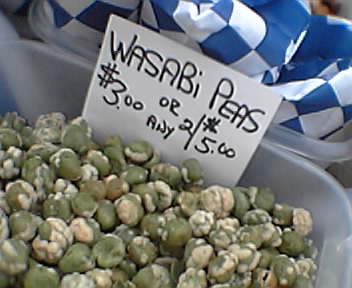 WASABi PEAS
$3.00 OR 2/$5.00
ANY